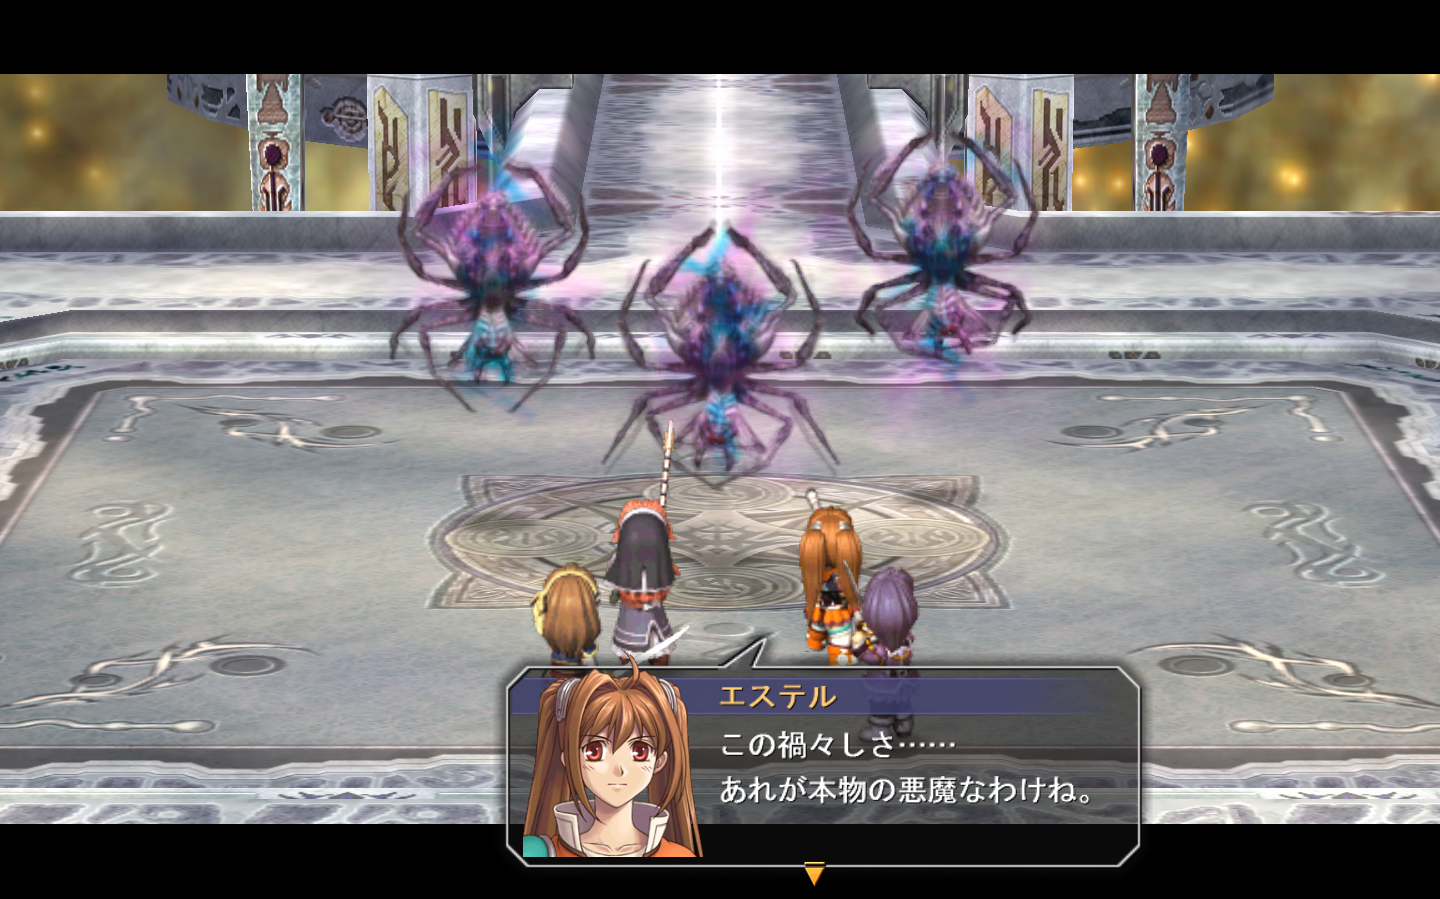 エステル
この禍々しさ……
あれが本物の悪魔なわけね。